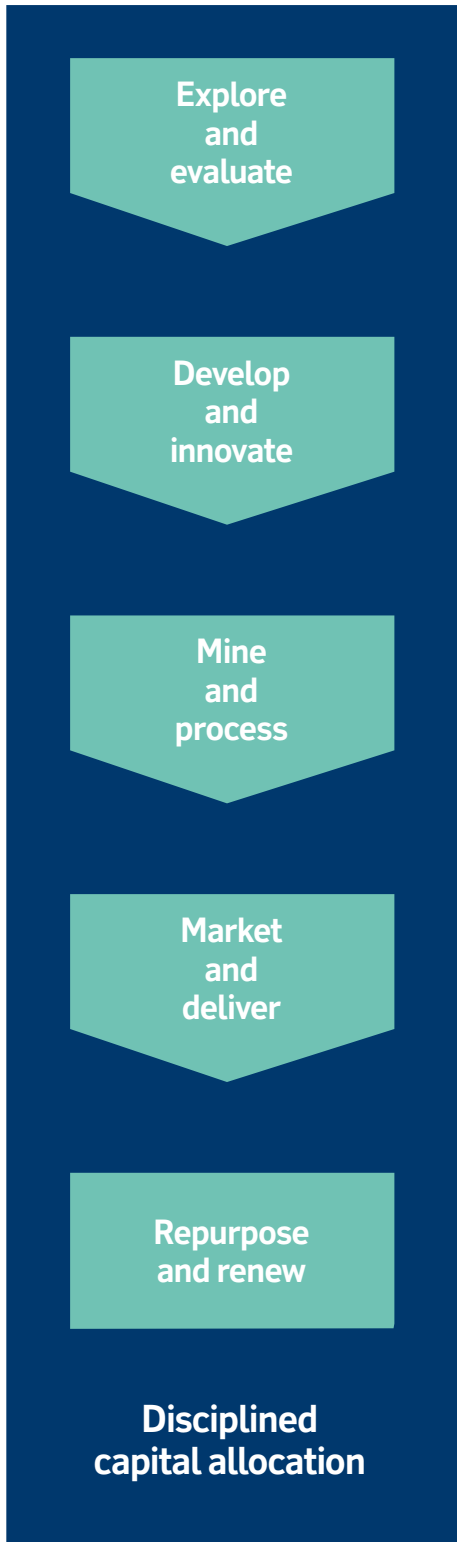 Explore
and
evaluate
Develop
and
innovate
Mine
and
process
Market
and
deliver
Repurpose
and renew
Disciplined
capital allocation